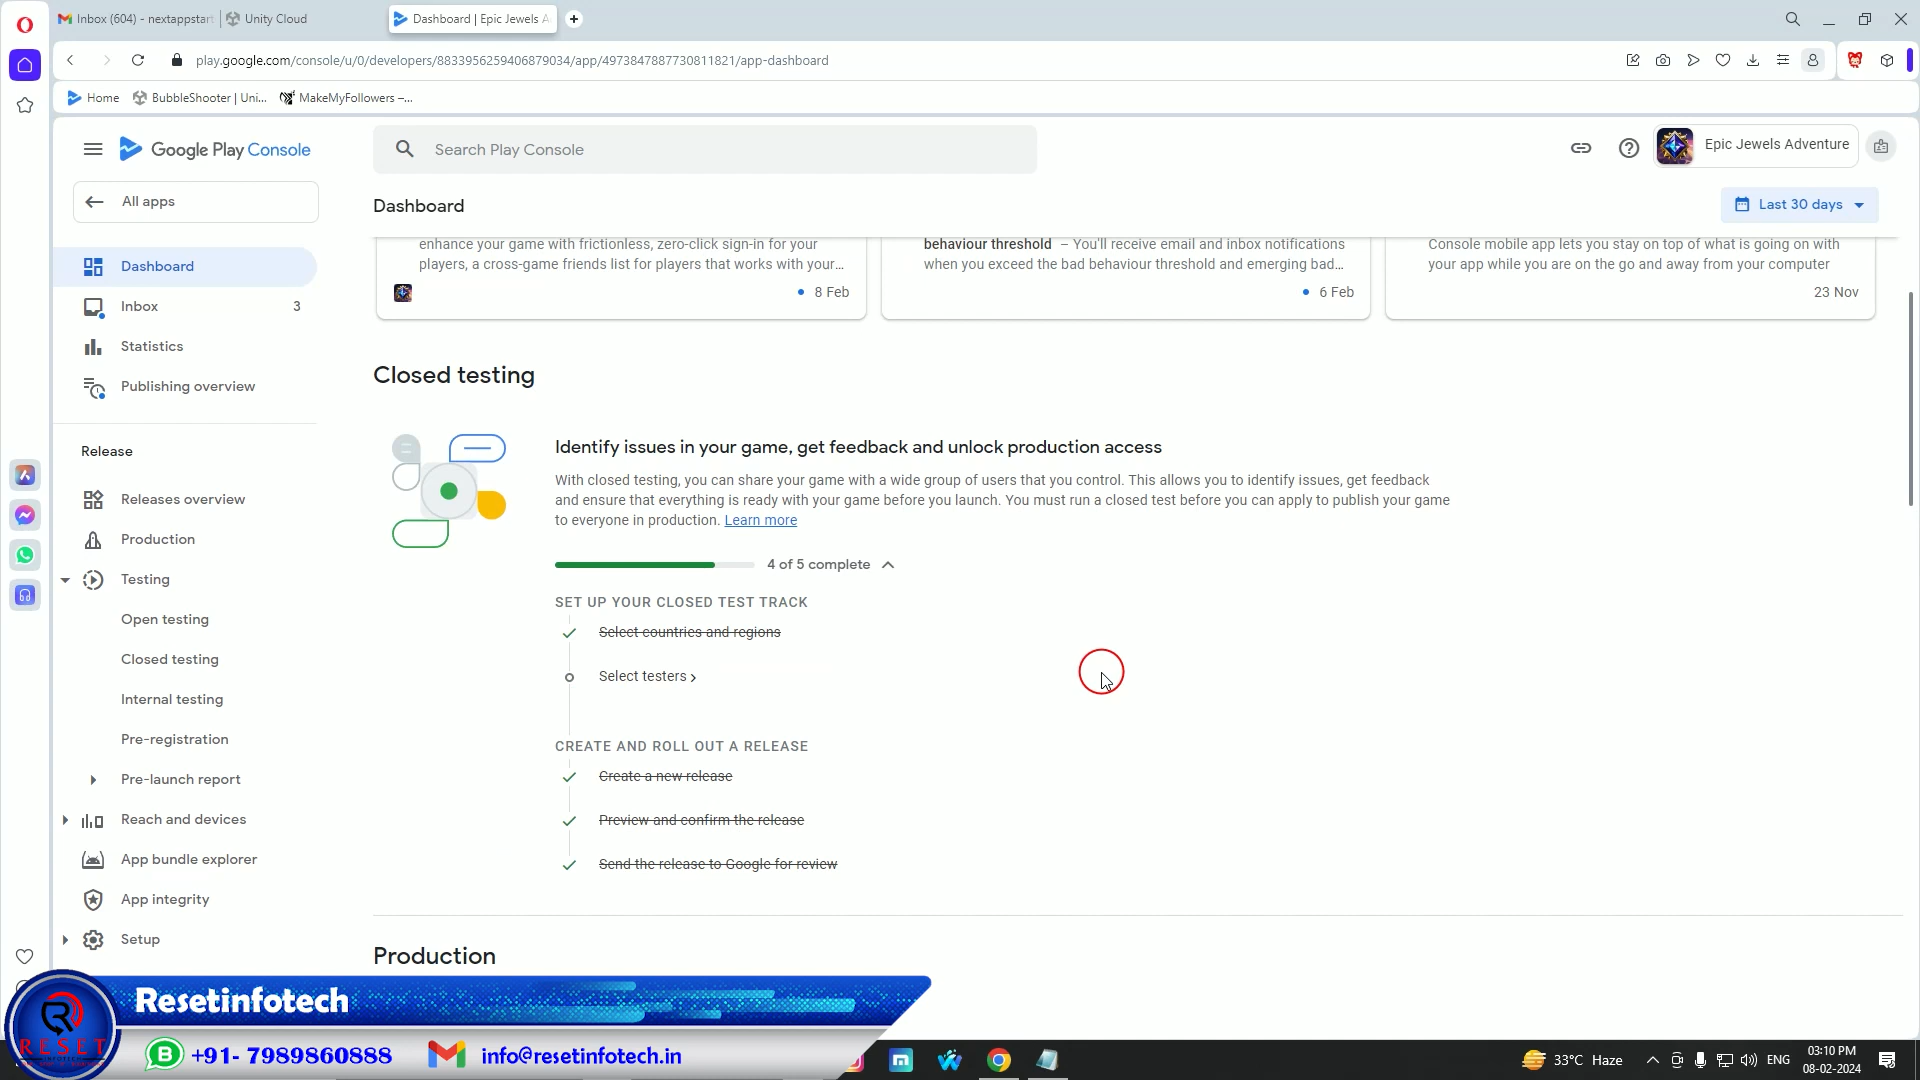 Inbox (604) - nextappstart
Unity Cloud
Dashboard | Epic Jewels A
play.google.com/console/u/0/developers/8833956259406879034/app/4973847887730811821/app-dashboard
Home
BubbleShooter | Uni...
MakeMyFollowers –...
Google Play Console
Search Play Console
Epic Jewels Adventure
All apps
Dashboard
Last 30 days
Dashboard
Inbox 3
Statistics
Publishing overview
Release
Releases overview
Production
Testing
Open testing
Closed testing
Internal testing
Pre-registration
Pre-launch report
Reach and devices
App bundle explorer
App integrity
Setup
enhance your game with frictionless, zero-click sign-in for your
players, a cross-game friends list for players that works with your...
8 Feb
behaviour threshold – You'll receive email and inbox notifications
when you exceed the bad behaviour threshold and emerging bad...
6 Feb
Console mobile app lets you stay on top of what is going on with
your app while you are on the go and away from your computer
23 Nov
Closed testing
Identify issues in your game, get feedback and unlock production access
With closed testing, you can share your game with a wide group of users that you control. This allows you to identify issues, get feedback
and ensure that everything is ready with your game before you launch. You must run a closed test before you can apply to publish your game
to everyone in production. Learn more
4 of 5 complete
SET UP YOUR CLOSED TEST TRACK
Select countries and regions
Select testers
CREATE AND ROLL OUT A RELEASE
Create a new release
Preview and confirm the release
Send the release to Google for review
Production
Resetinfotech
RESET
+91- 7989860888
info@resetinfotech.in
33°C Haze
ENG
03:10 PM
08-02-2024